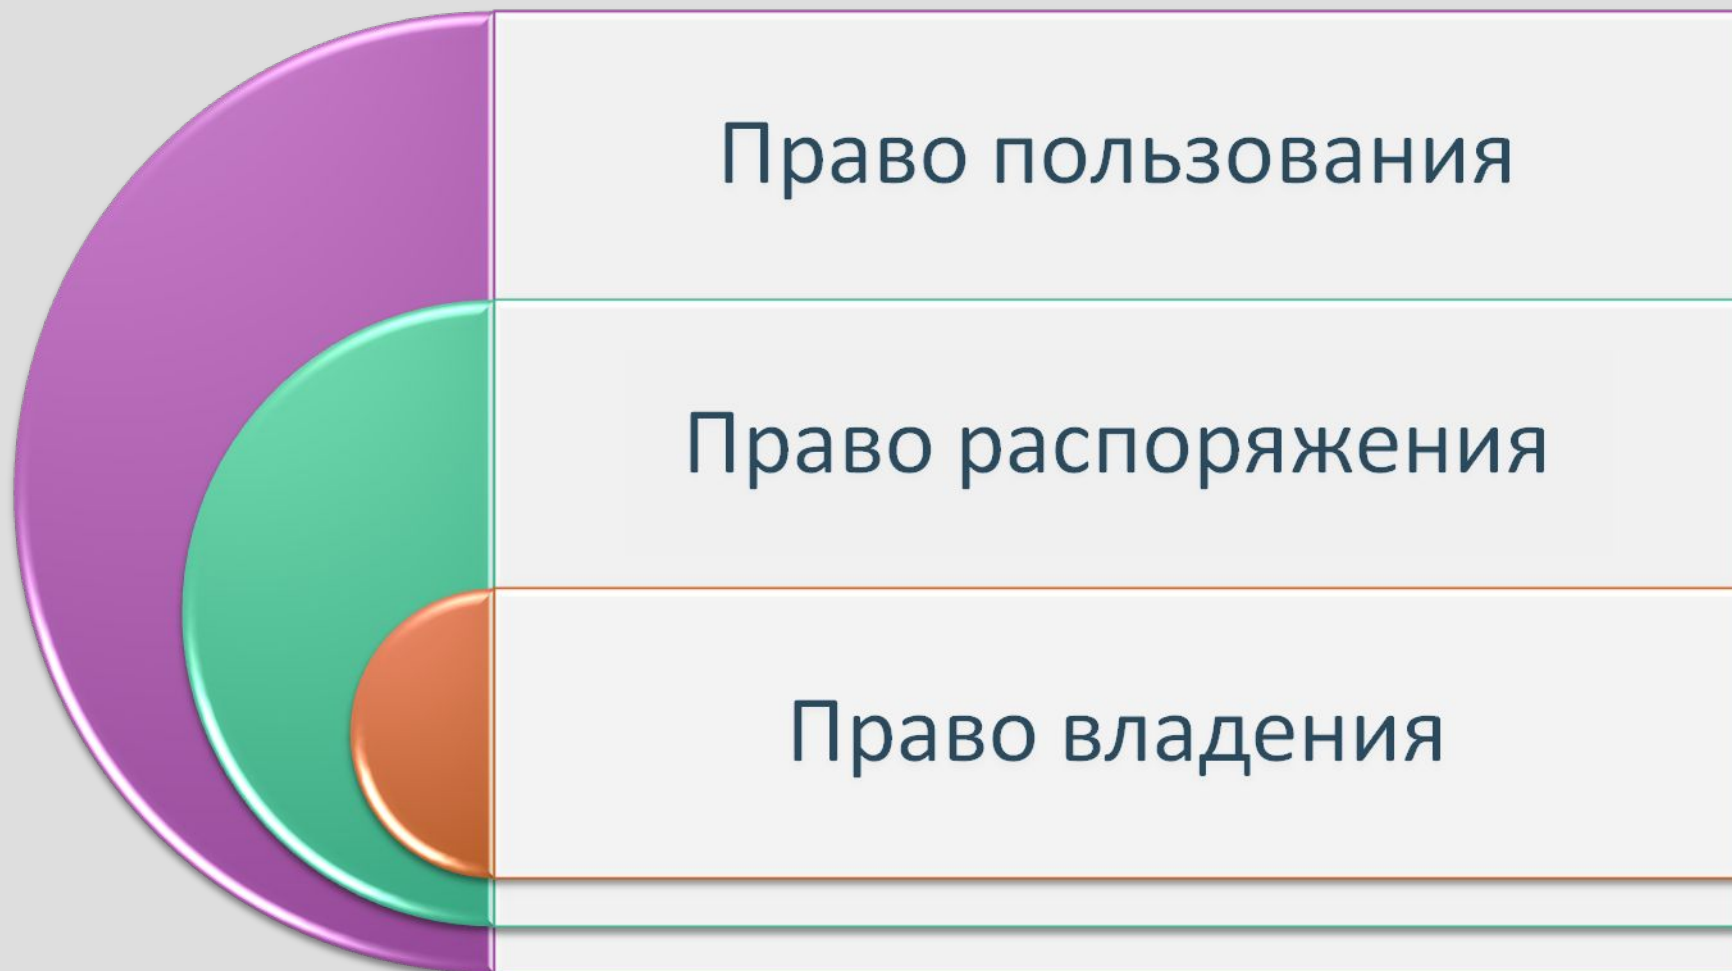 Право пользования
Право распоряжения
Право владения